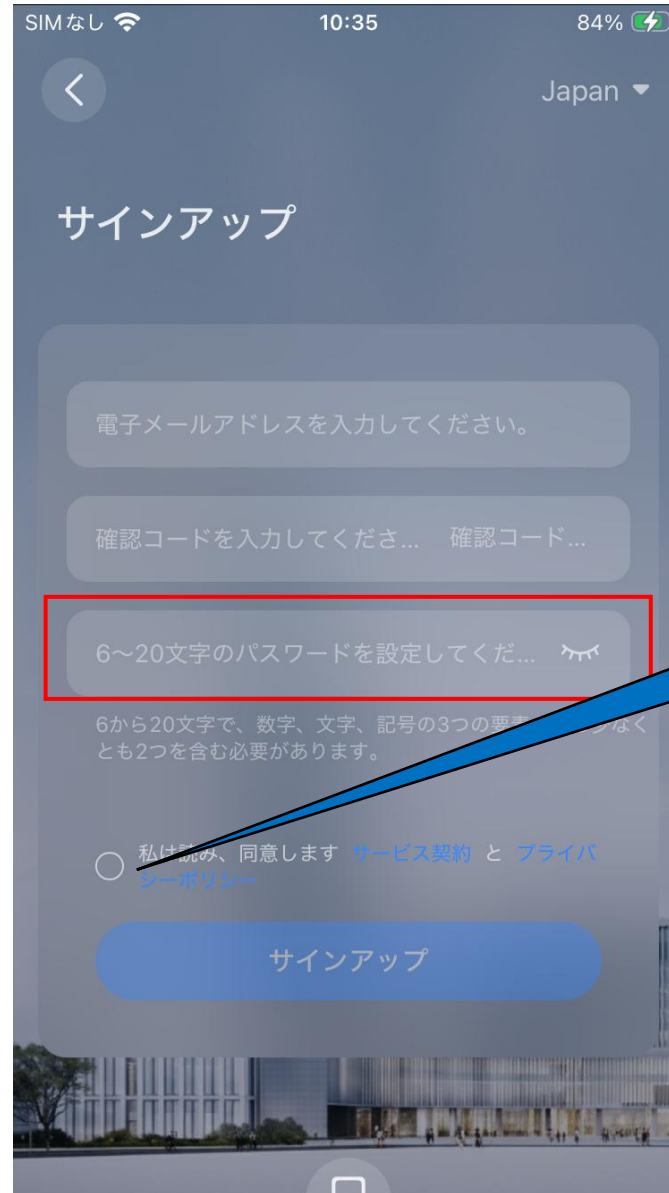 SIMなし
10:35
84%
Japan
サインアップ
電子メールアドレスを入力してください。
確認コードを入力してくださ... 確認コード...
6〜20文字のパスワードを設定してくだ...
6から20文字で、数字、文字、記号の3つの要素 なく
とも2つを含む必要があります。
私は読み、同意します サービス契約 と プライバ
シーポリシー
サインアップ